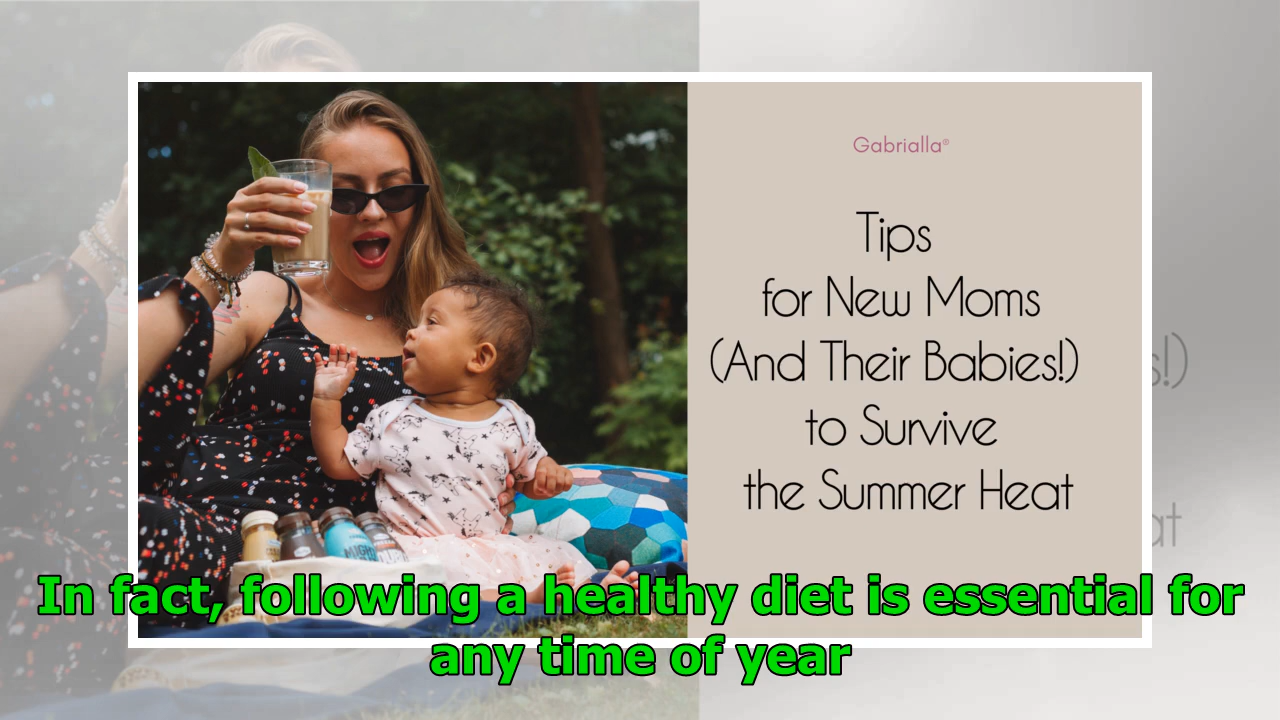 Gabrialla®
Tips
for New Moms
(And Their Babies!)
to Survive
the Summer Heat
s!)
at
In fact, following a healthy diet is essential for
any time of year